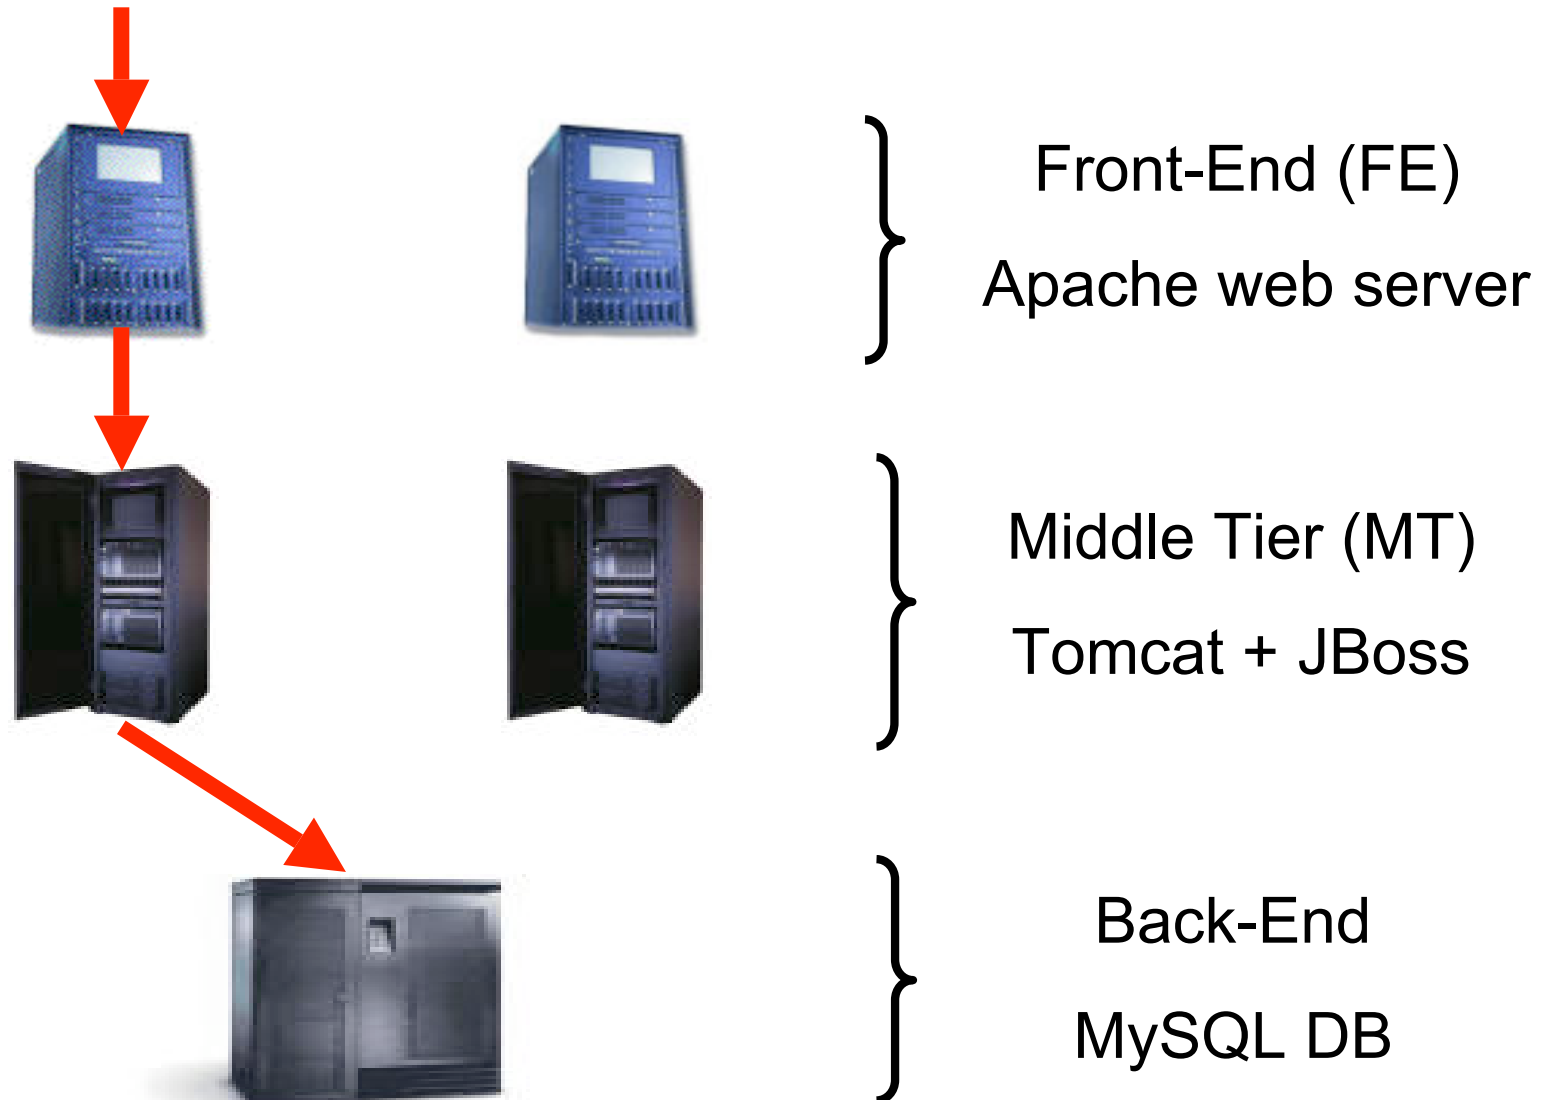 Front-End (FE)
Apache web server
Middle Tier (MT)
Tomcat + JBoss
Back-End
MySQL DB